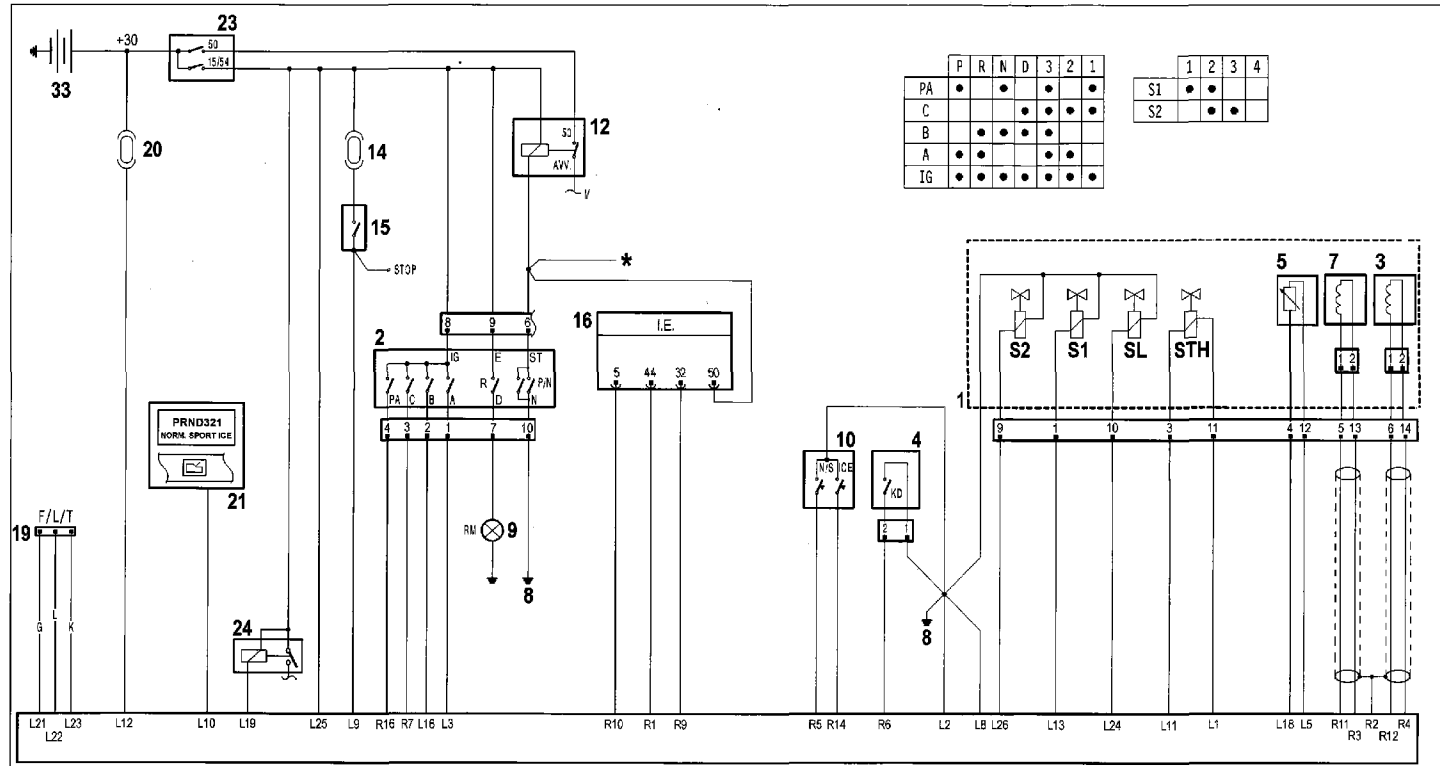 +30
23
50
15/54
33
20
14
12
50
AVV.
V
P R N D 3 2 1
PA
C
B
A
IG
1 2 3 4
S1
S2
15
STOP
*
8 9 6
2
IG E ST
R P/N
PA C B A D N
4 3 2 1 7 10
16
I.E.
5 44 32 50
5 7 3
1 2 1 2
S2 S1 SL STH
1
9 1 10 3 11 4 12 5 13 6 14
PRND321
NORM. SPORT ICE
21
10
N/S ICE
4
KD
2 1
RM 9
8
8
19
F/L/T
G L K
24
L21 L22 L23 L12 L10 L19 L25 L9 R16 R7 L16 L3 R10 R1 R9 R5 R14 R6 L2 L8 L26 L13 L24 L11 L1 L18 L5 R11 R3 R2 R12 R4